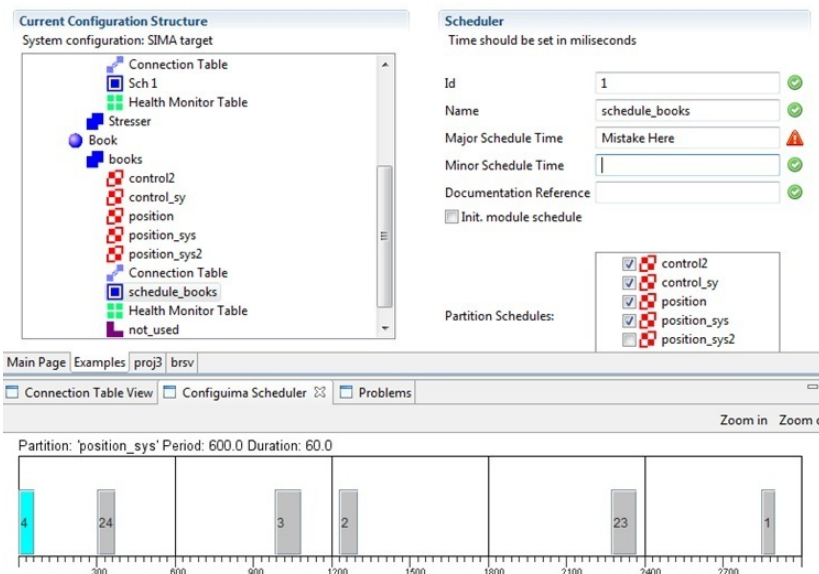 Current Configuration Structure
System configuration: SIMA target
Connection Table
Sch 1
Health Monitor Table
Stresser
Book
books
control2
control_sy
position
position_sys
position_sys2
Connection Table
schedule_books
Health Monitor Table
not_used
Scheduler
Time should be set in miliseconds
Id 1
Name schedule_books
Major Schedule Time Mistake Here
Minor Schedule Time
Documentation Reference
Init. module schedule
Partition Schedules:
control2
control_sy
position
position_sys
position_sys2
Main Page Examples proj3 brsv
Connection Table View Configuima Scheduler Problems
Zoom in Zoom
Partition: 'position_sys' Period: 600.0 Duration: 60.0
4 24 3 2 23 1
300 600 900 1200 1500 1800 2100 2400 2700